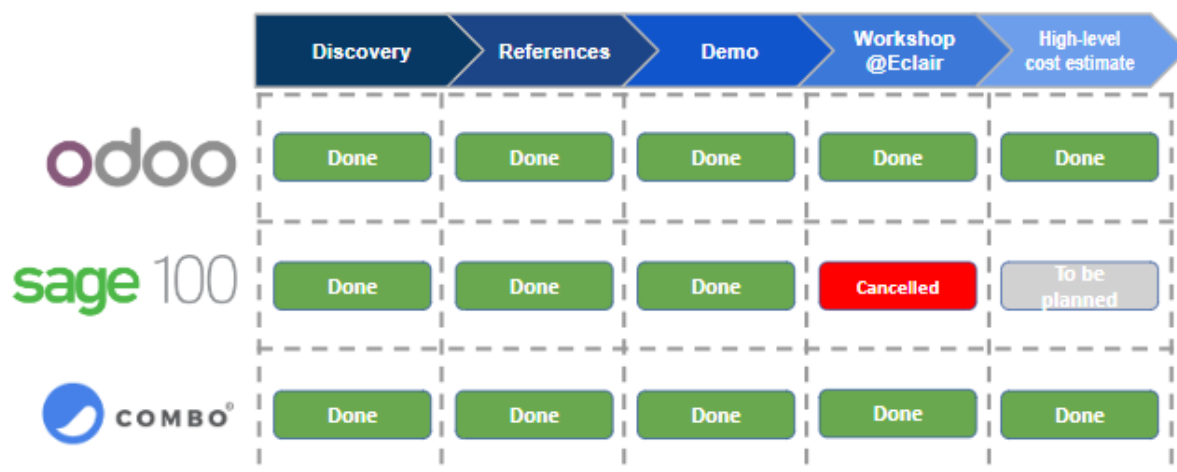 Discovery
References
Demo
Workshop
@Eclair
High-level
cost estimate
odoo
Done
Done
Done
Done
Done
sage 100
Done
Done
Done
Cancelled
To be
planned
COMBO®
Done
Done
Done
Done
Done